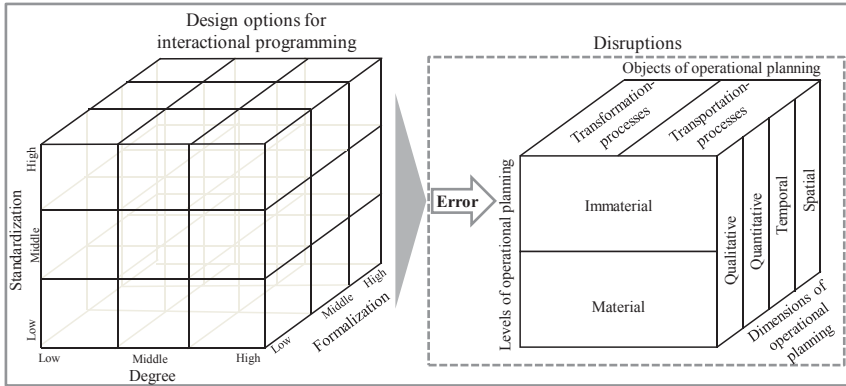 Design options for
interactional programming
Standardization
High
Middle
Low
Low
Middle
High
Degree
Low
Middle
High
Formalization
Error
Disruptions
Objects of operational planning
Transformation-
processes
Transportation-
processes
Levels of operational planning
Immaterial
Material
Qualitative
Quantitative
Temporal
Spatial
Dimensions of
operational
planning